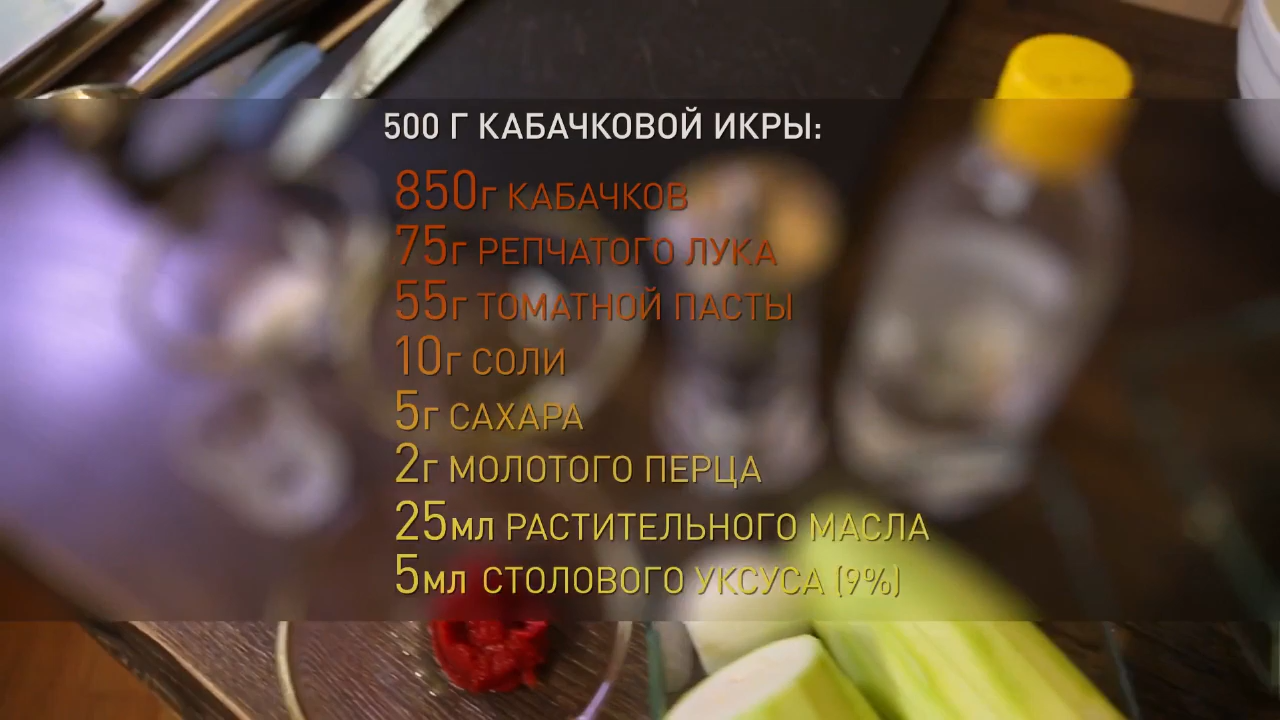 500 Г КАБАЧКОВОЙ ИКРЫ:
850г КАБАЧКОВ
75г РЕПЧАТОГО ЛУКА
55г ТОМАТНОЙ ПАСТЫ
10г СОЛИ
5г САХАРА
2г МОЛОТОГО ПЕРЦА
25мл РАСТИТЕЛЬНОГО МАСЛА
5мл СТОЛОВОГО УКСУСА (9%)